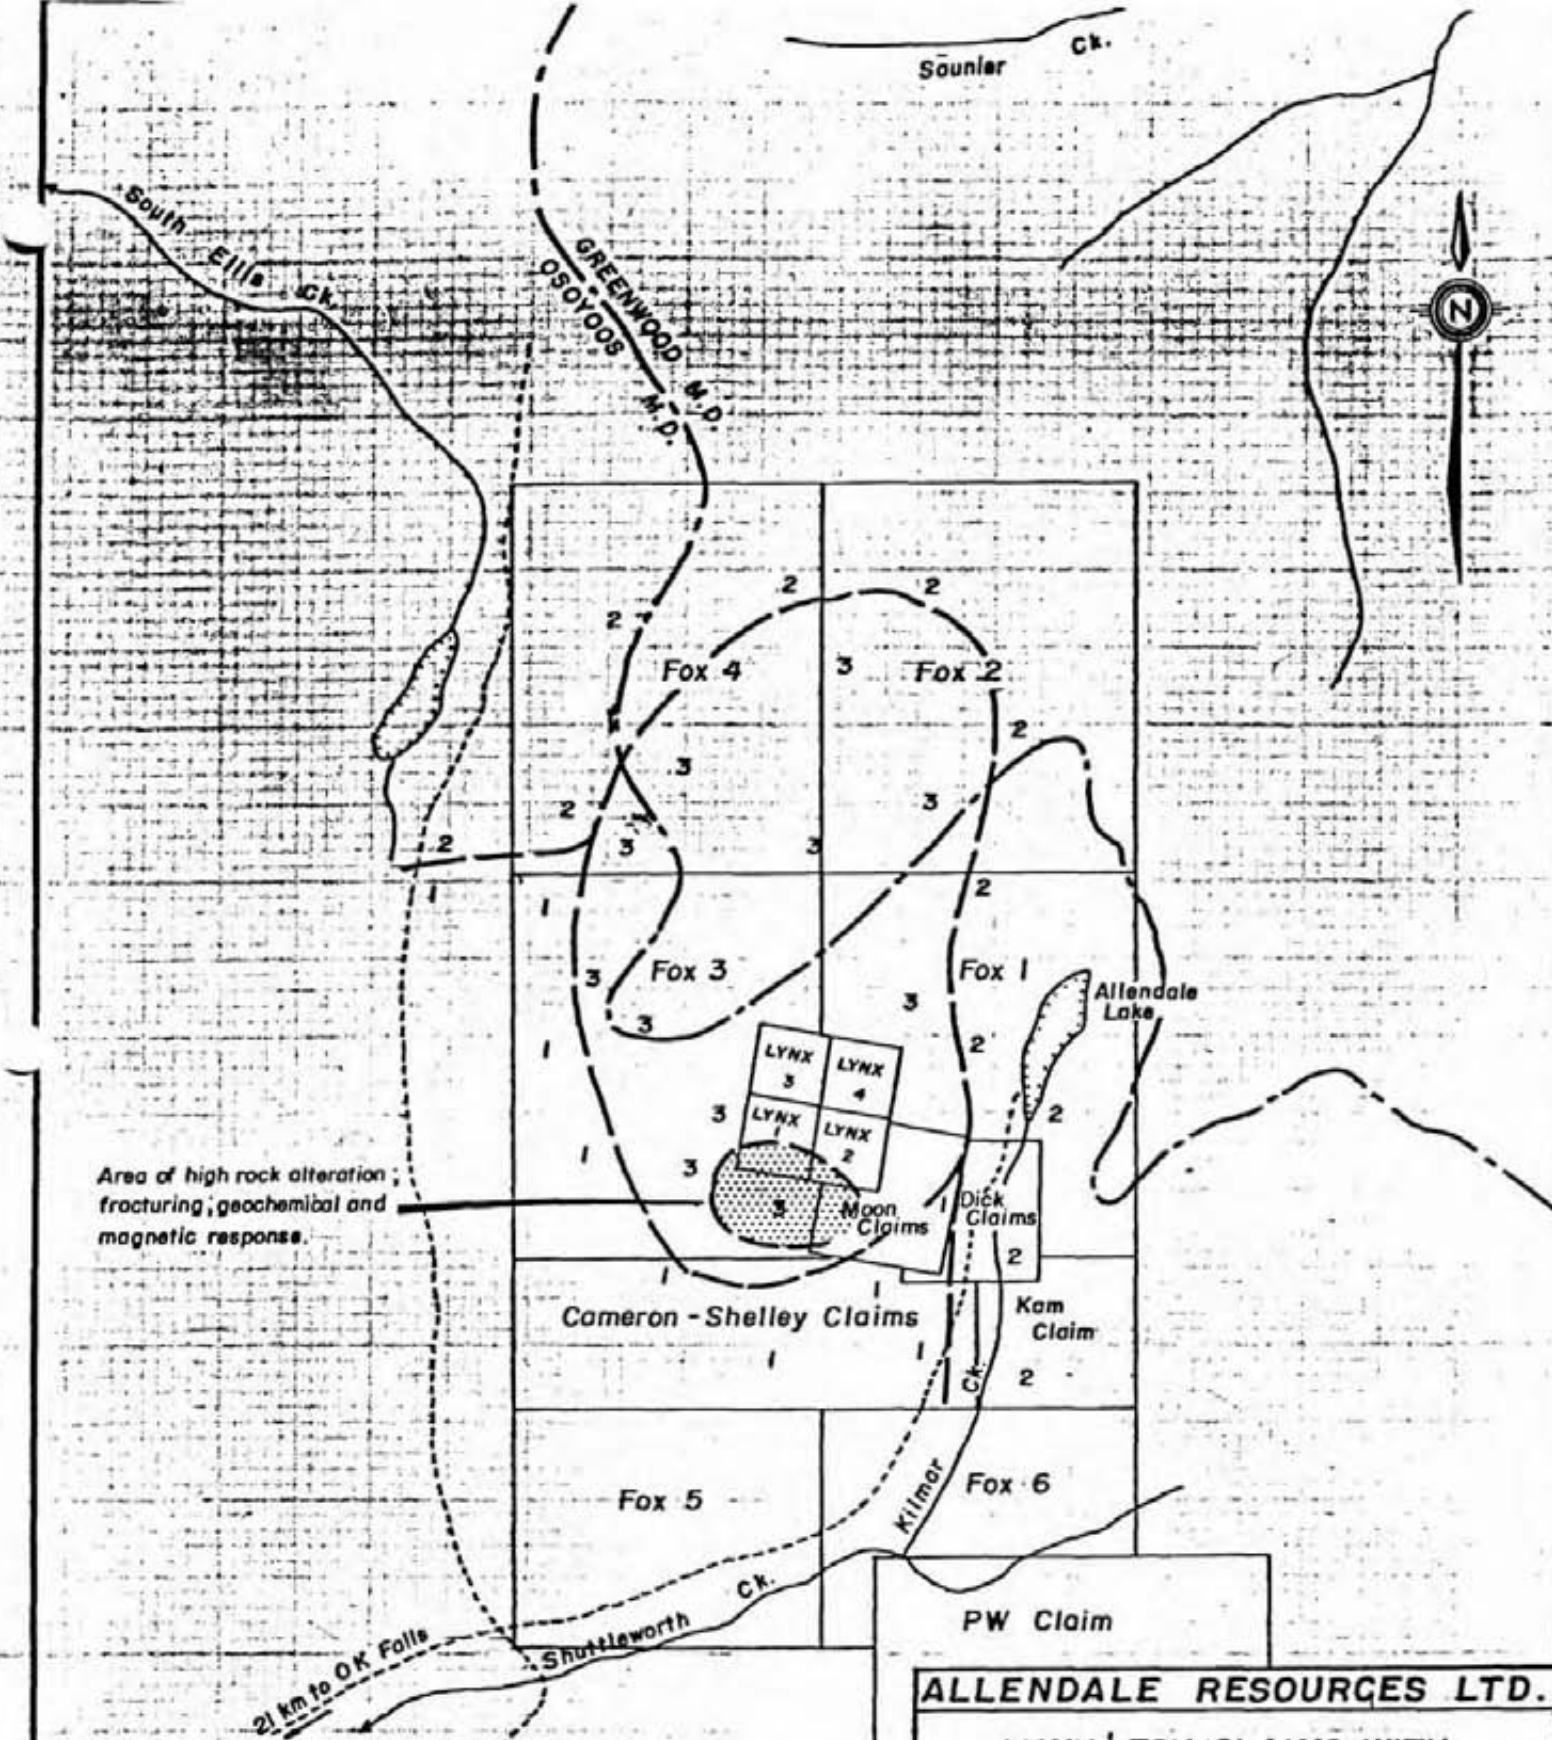 Sounier Ck.
South Ellis Ck.
GREENWOOD M.D.
OSOYOOS M.D.
N
2
2
2
Fox 4
3
Fox 2
2
3
3
2
2
3
3
1
1
2
3
Fox 3
Fox 1
3
Allendale
Lake
3
1
2
LYNX
3
LYNX
4
3
LYNX
1
LYNX
2
2
1
3
Area of high rock alteration;
fracturing; geochemical and
magnetic response.
3
Moon
Claims
1
Dick
Claims
2
1
1
Cameron-Shelley Claims
Kam
Claim
1
1
2
Kilmar Ck.
Fox 5
Fox 6
Shuttleworth Ck.
21 km to OK Falls
PW Claim
ALLENDALE RESOURCES LTD.